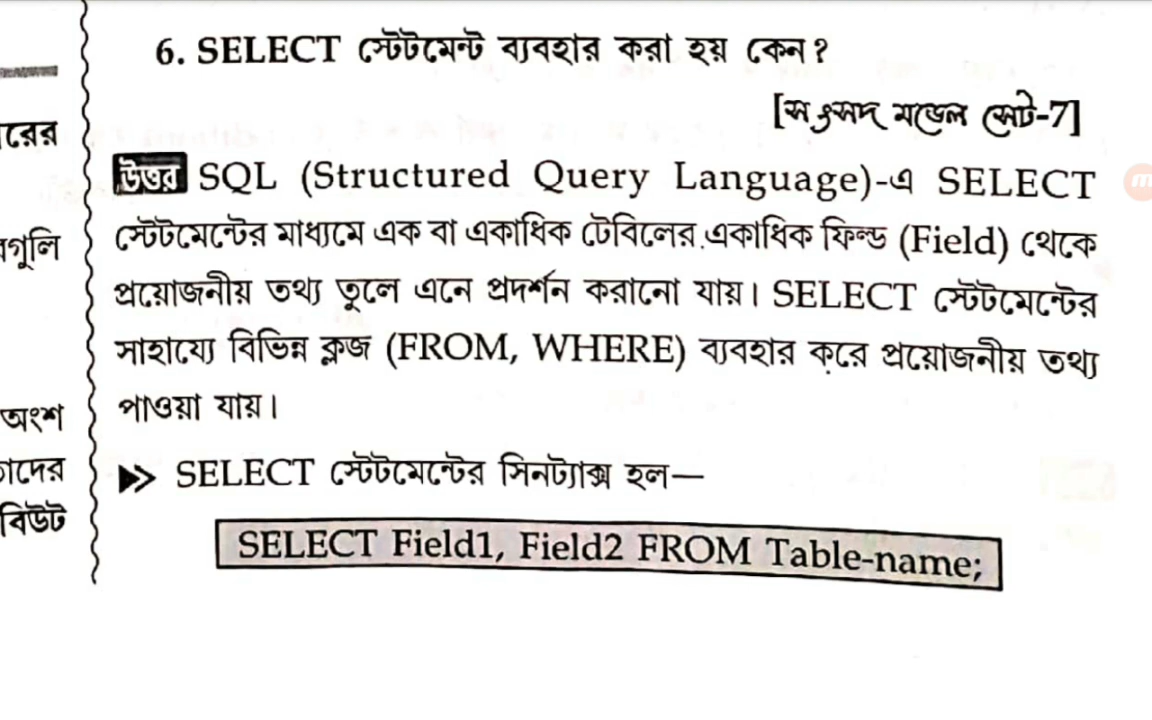 6. SELECT স্টেটমেন্ট ব্যবহার করা হয় কেন?
[সংসদ মডেল সেট-7]
উত্তর SQL (Structured Query Language)-এ SELECT
স্টেটমেন্টের মাধ্যমে এক বা একাধিক টেবিলের একাধিক ফিল্ড (Field) থেকে
প্রয়োজনীয় তথ্য তুলে এনে প্রদর্শন করানো যায়। SELECT স্টেটমেন্টের
সাহায্যে বিভিন্ন ক্লজ (FROM, WHERE) ব্যবহার করে প্রয়োজনীয় তথ্য
পাওয়া যায়।
▶> SELECT স্টেটমেন্টের সিনট্যাক্স হল—
SELECT Field1, Field2 FROM Table-name;
অংশ